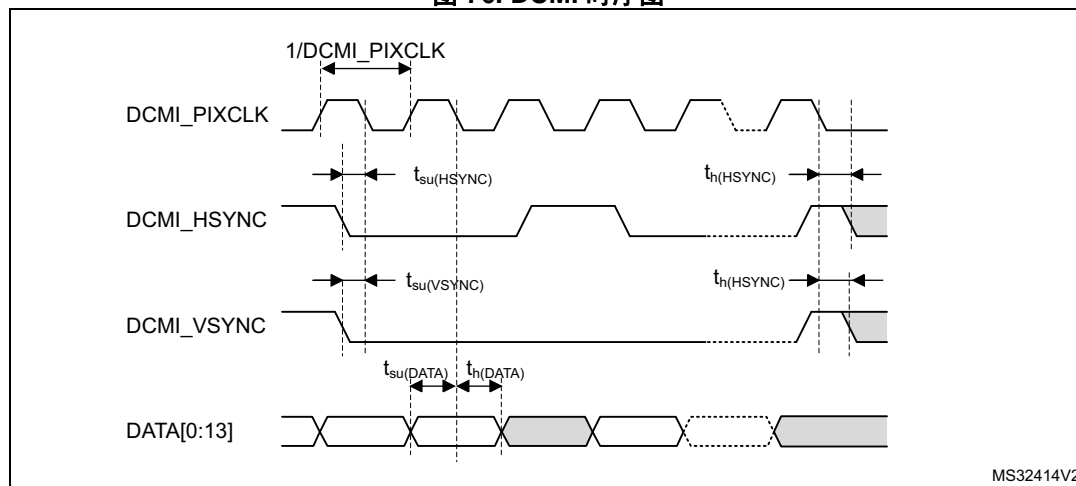 1/DCMI_PIXCLK
DCMI_PIXCLK
tsu(HSYNC)
th(HSYNC)
DCMI_HSYNC
tsu(VSYNC)
th(HSYNC)
DCMI_VSYNC
tsu(DATA) th(DATA)
DATA[0:13]
MS32414V2